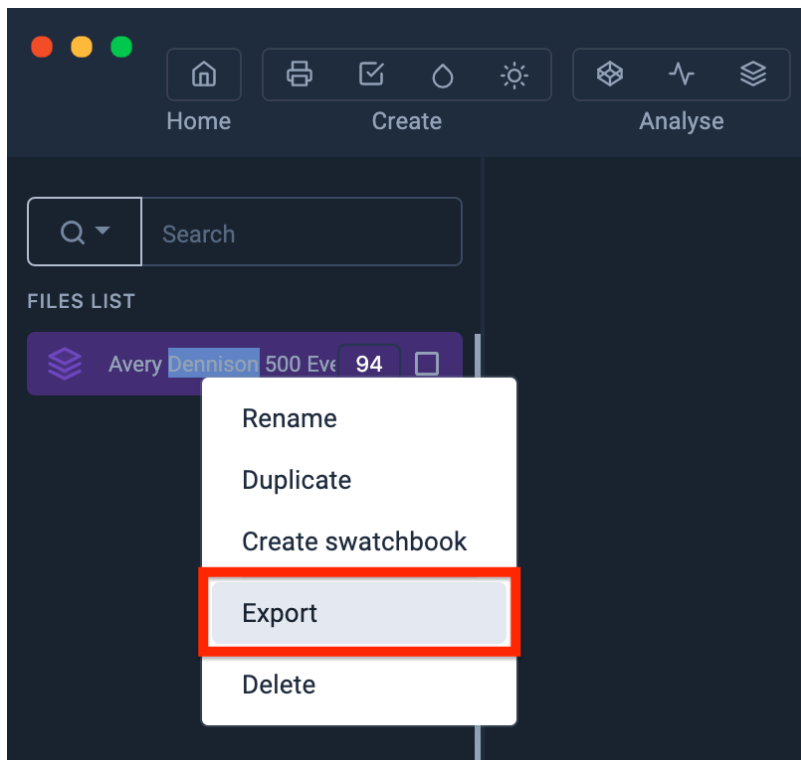 Home
Create
Analyse
Search
FILES LIST
Avery Dennison 500 Eve 94
Rename
Duplicate
Create swatchbook
Export
Delete